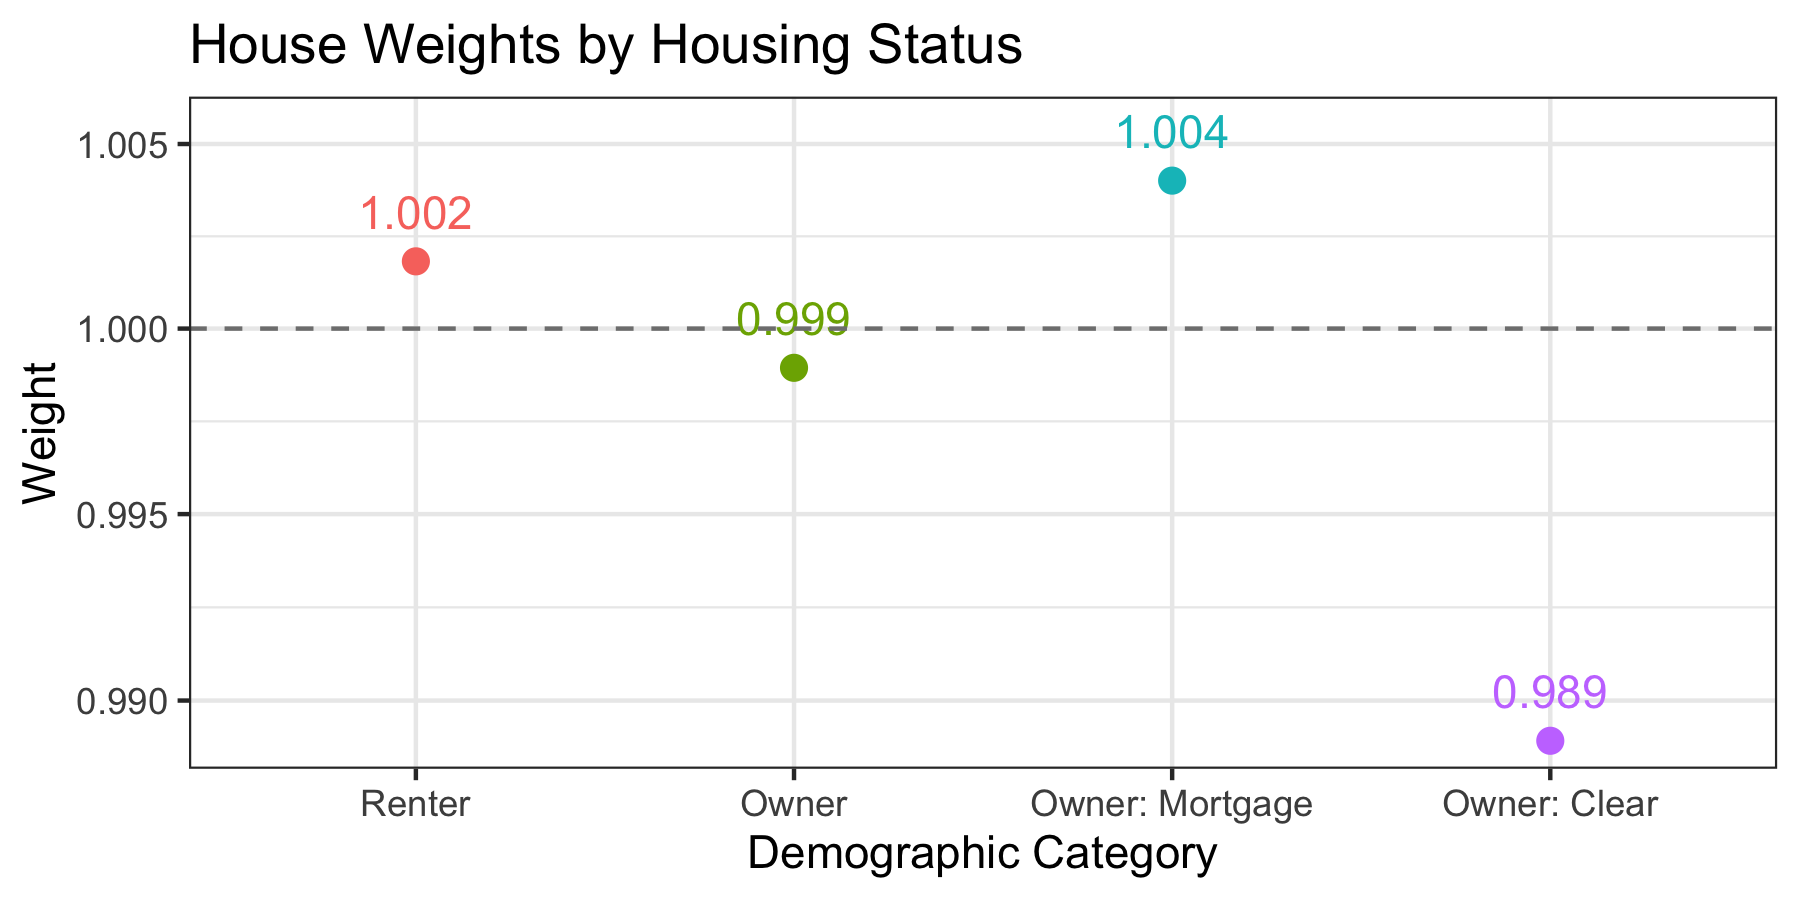 House Weights by Housing Status
1.005
1.004
1.002
0.999
1.000
Weight
0.995
0.989
0.990
Renter
Owner
Owner: Mortgage
Owner: Clear
Demographic Category